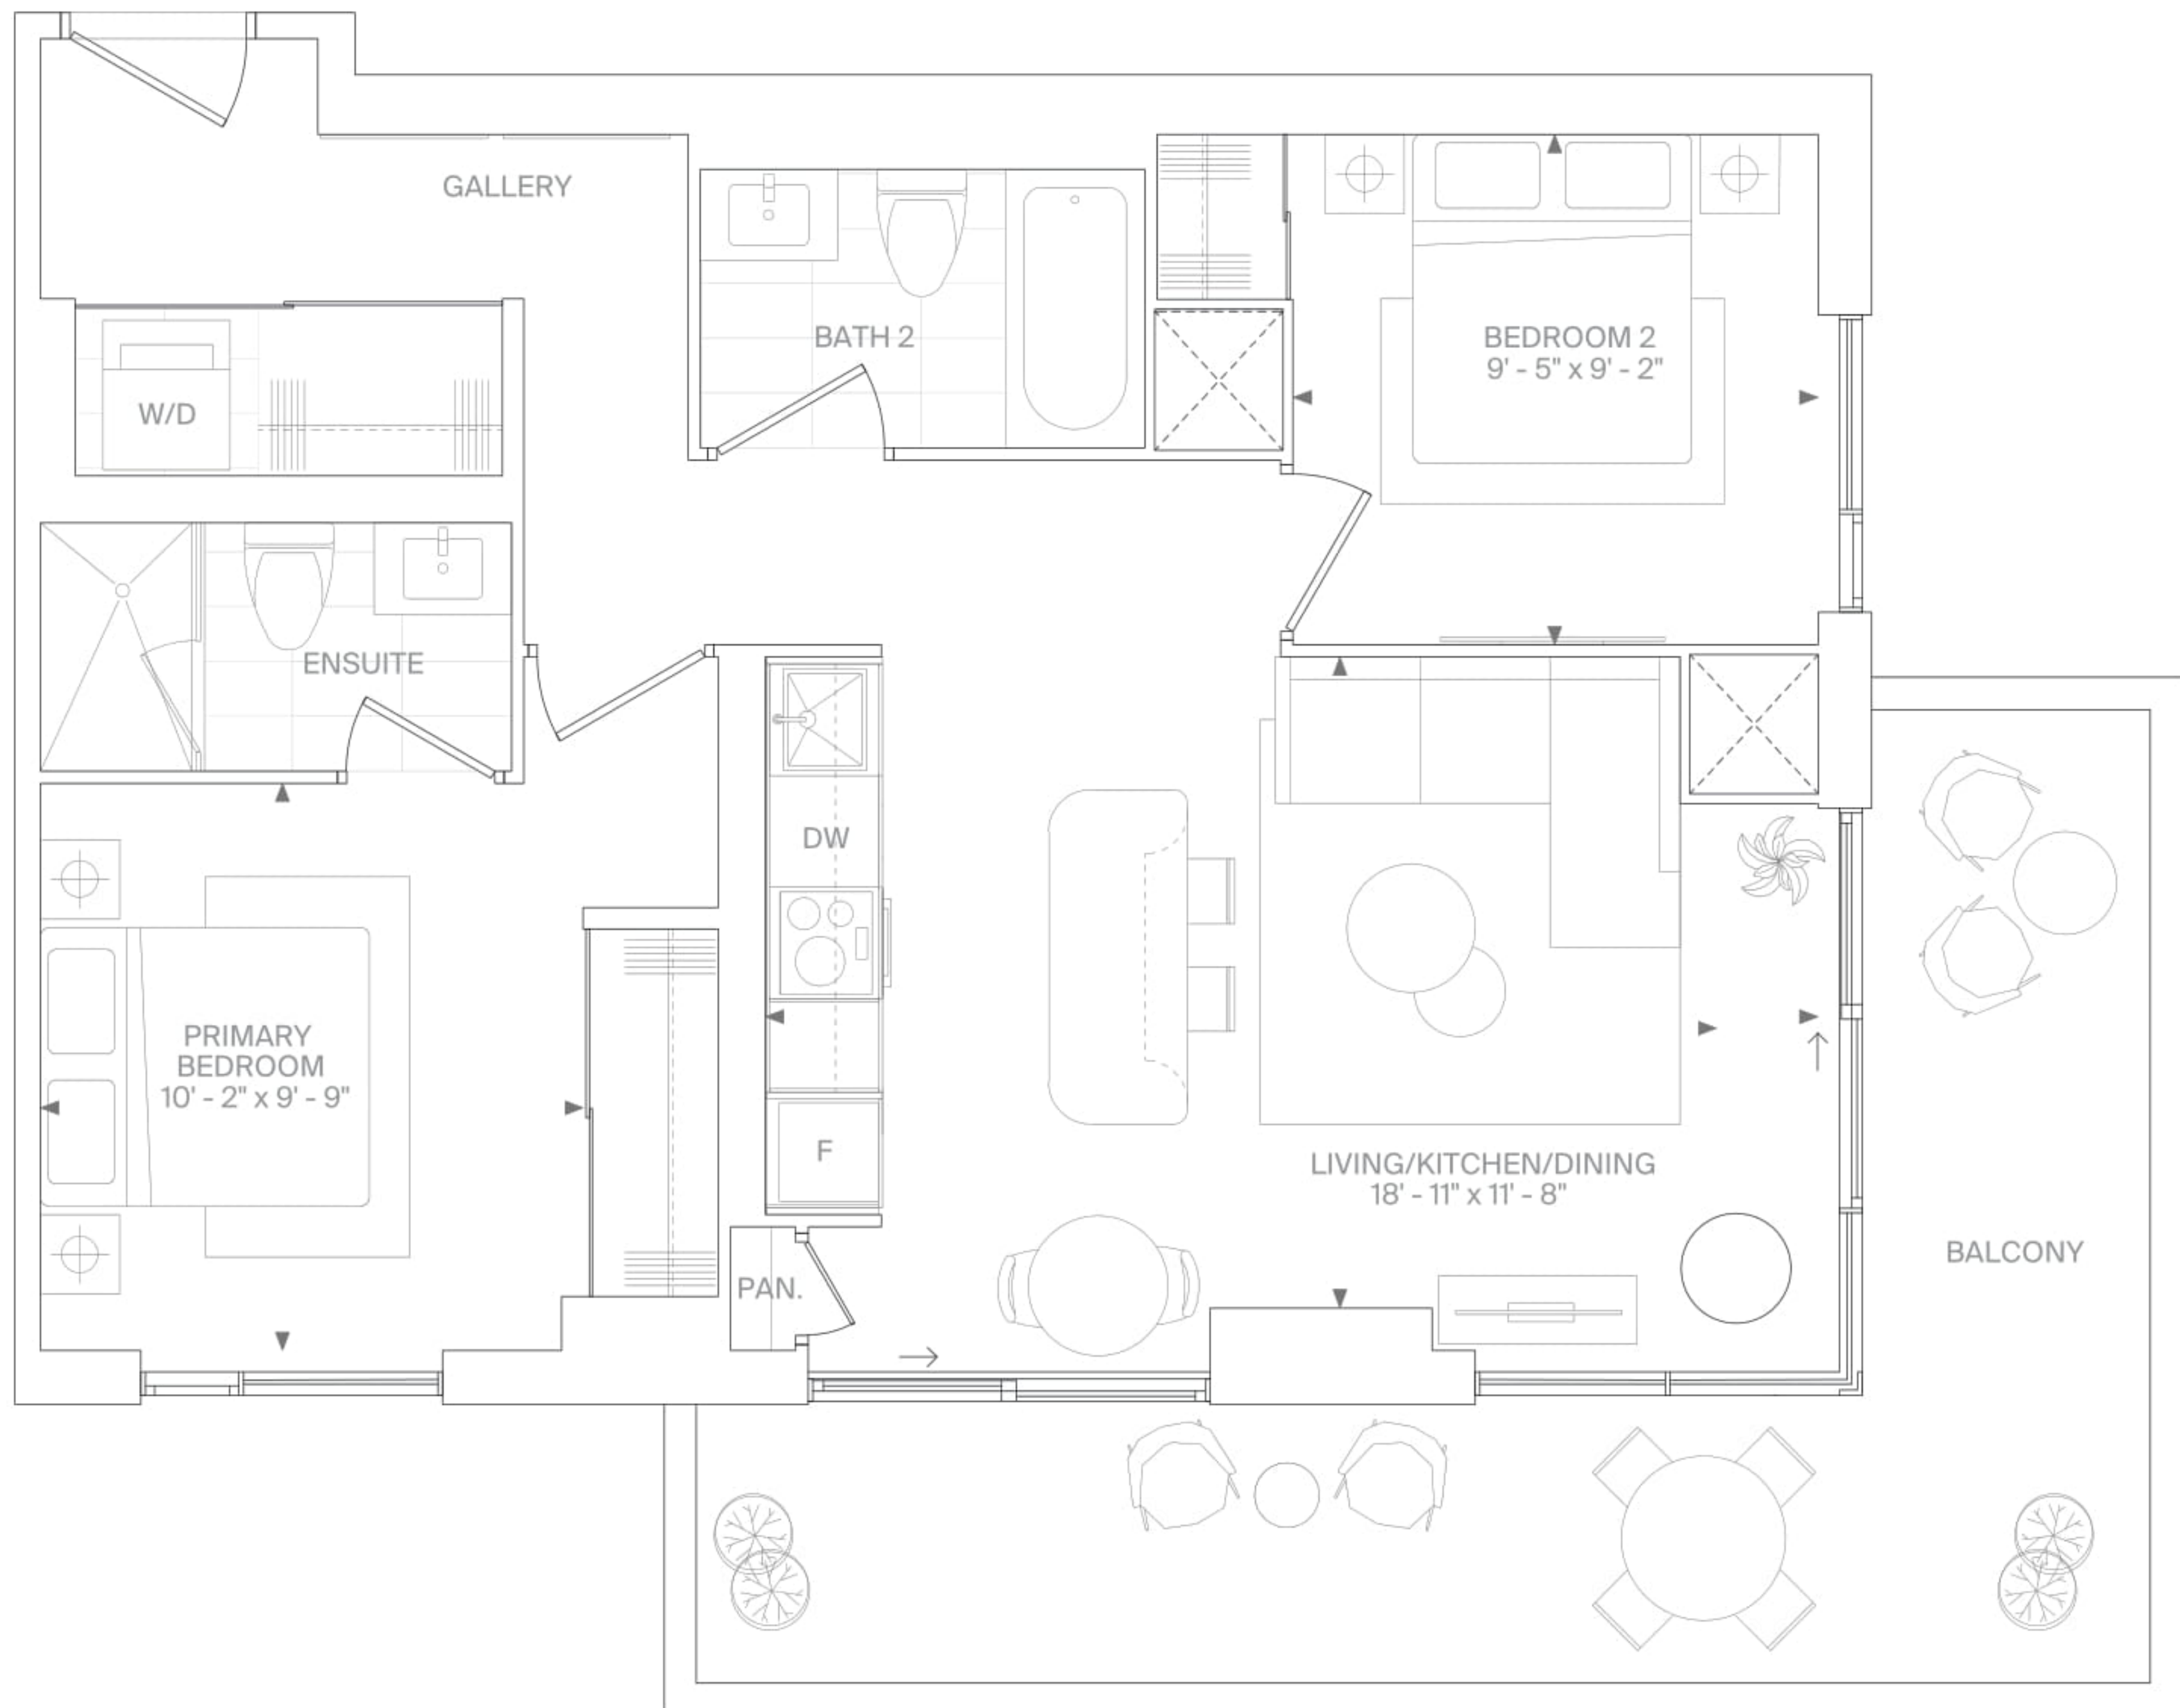 GALLERY
BATH 2
BEDROOM 2
9' - 5" x 9' - 2"
W/D
ENSUITE
DW
PRIMARY
BEDROOM
10' - 2" x 9' - 9"
F
LIVING/KITCHEN/DINING
18' - 11" x 11' - 8"
BALCONY
PAN.